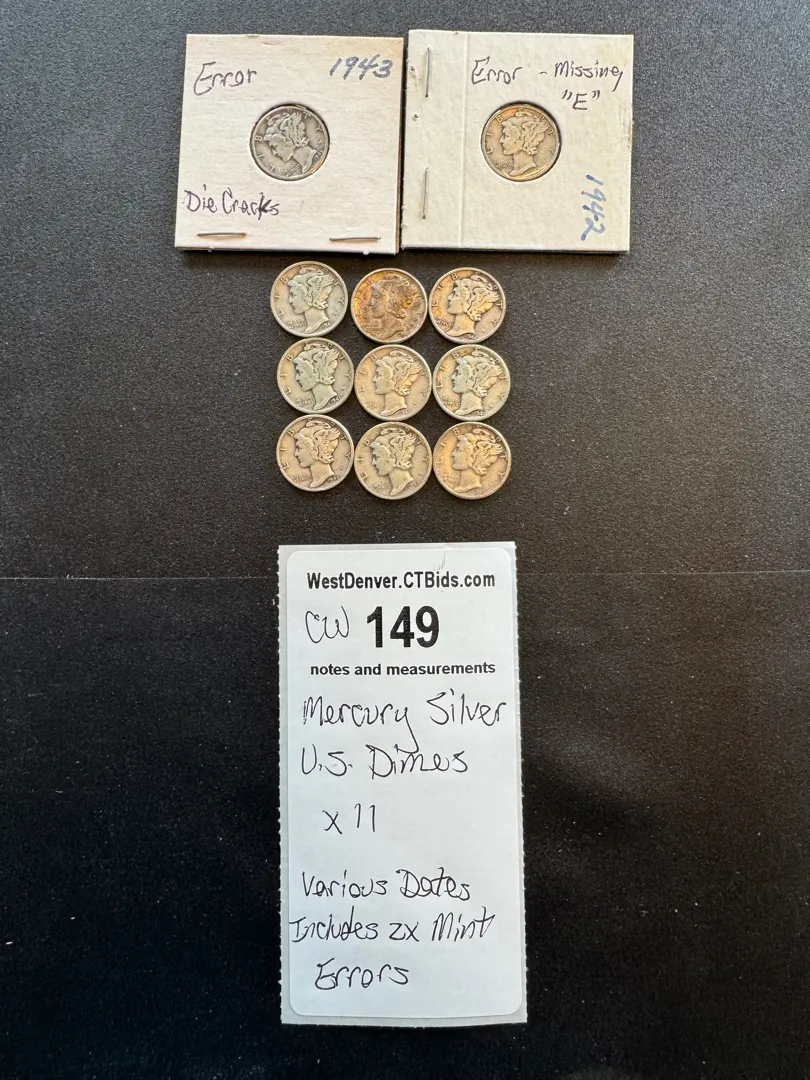 Error 1943
Die Cracks
Error - Missing
"E"
1942
WestDenver.CTBids.com
CW 149
notes and measurements
Mercury Silver
U.S. Dimes
x 11
Various Dates
Includes 2x Mint
Errors